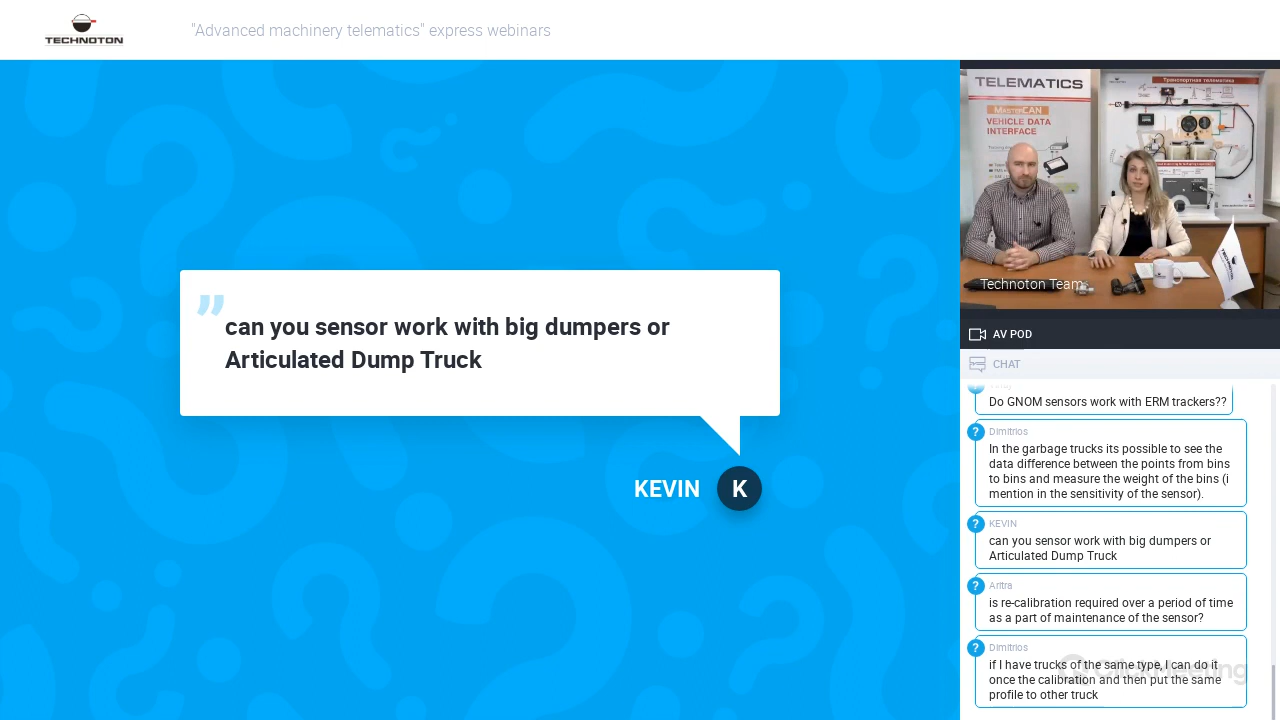 TECHNOTON
"Advanced machinery telematics" express webinars
can you sensor work with big dumpers or
Articulated Dump Truck
KEVIN K
TELEMATICS
Транспортная телематика
MasterCAN
VEHICLE DATA
INTERFACE
Technoton Team
AV POD
CHAT
Do GNOM sensors work with ERM trackers??
?
Dimitrios
In the garbage trucks its possible to see the
data difference between the points from bins
to bins and measure the weight of the bins (i
mention in the sensitivity of the sensor).
?
KEVIN
can you sensor work with big dumpers or
Articulated Dump Truck
?
Aritra
is re-calibration required over a period of time
as a part of maintenance of the sensor?
?
Dimitrios
if I have trucks of the same type, I can do it
once the calibration and then put the same
profile to other truck
ClickMeeting